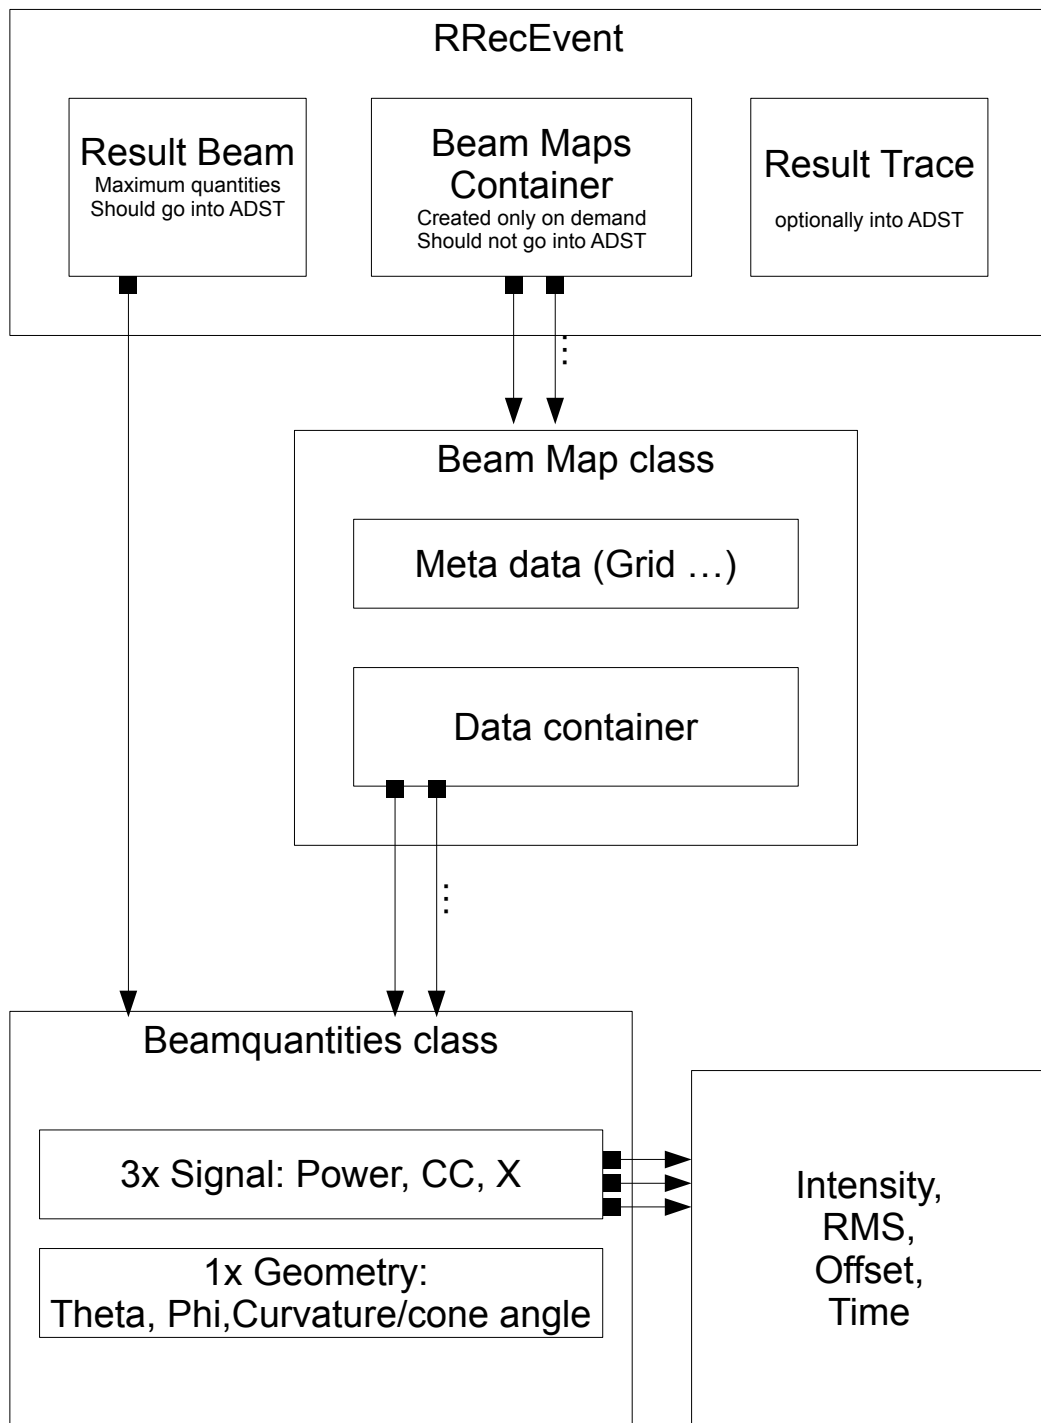 RRecEvent
Result Beam
Maximum quantities
Should go into ADST
Beam Maps
Container
Created only on demand
Should not go into ADST
Result Trace
optionally into ADST
...
Beam Map class
Meta data (Grid …)
Data container
...
Beamquantities class
3x Signal: Power, CC, X
1x Geometry:
Theta, Phi,Curvature/cone angle
Intensity,
RMS,
Offset,
Time